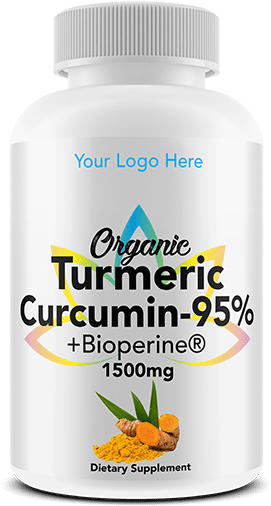 Your Logo Here
Organic
Turmeric
Curcumin-95%
+Bioperine®
1500mg
Dietary Supplement